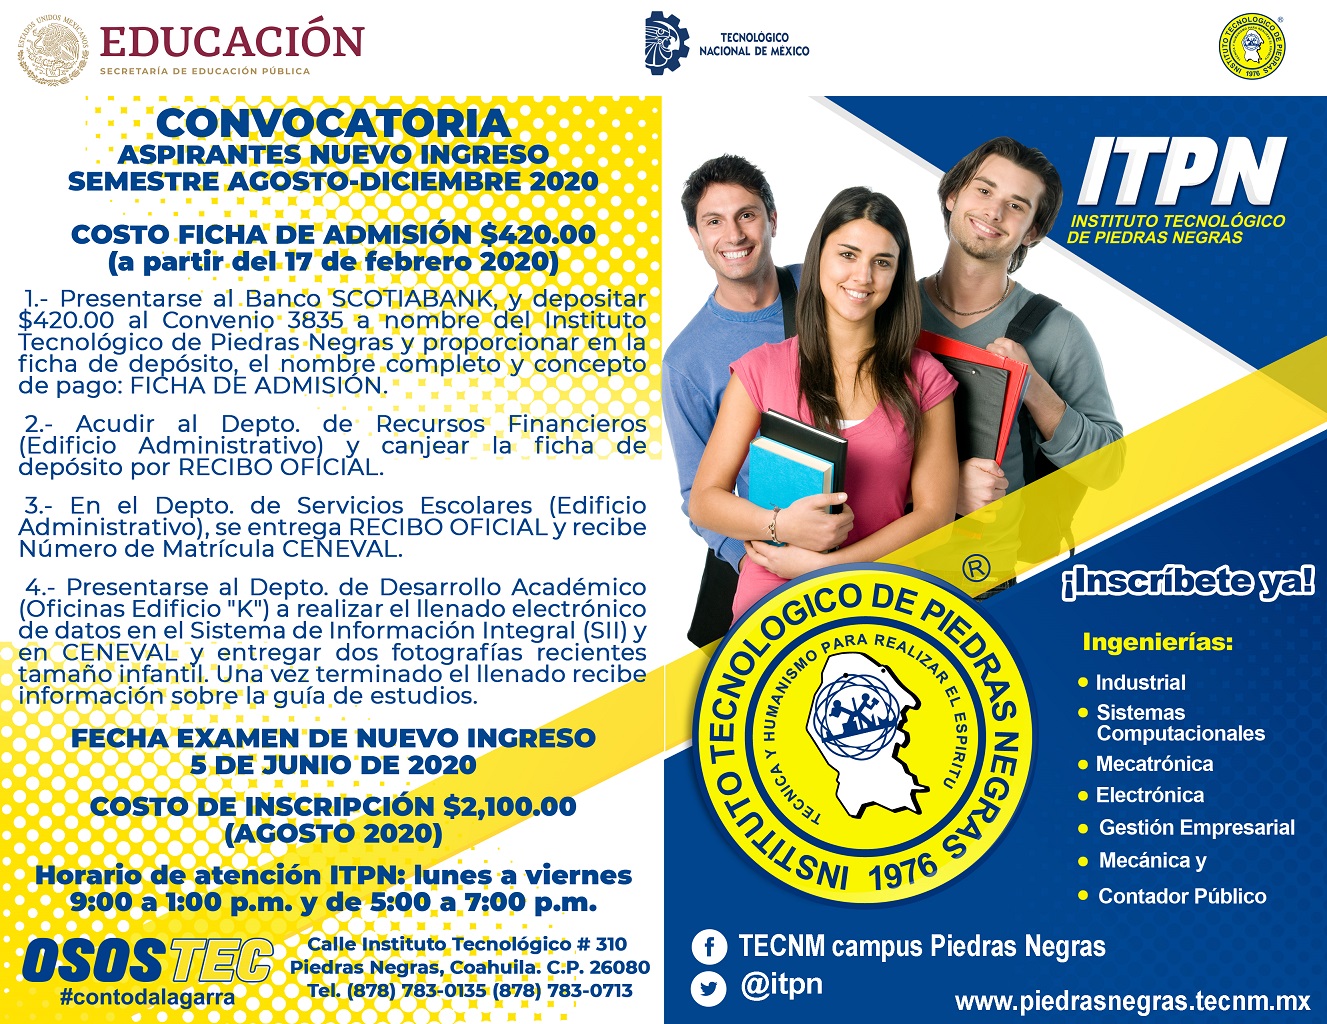 ESTADOS UNIDOS MEXICANOS
EDUCACIÓN
SECRETARÍA DE EDUCACIÓN PÚBLICA
TECNOLÓGICO
NACIONAL DE MÉXICO
INSTITUTO TECNOLOGICO DE PIEDRAS NEGRAS
1976
®
CONVOCATORIA
ASPIRANTES NUEVO INGRESO
SEMESTRE AGOSTO-DICIEMBRE 2020
COSTO FICHA DE ADMISIÓN $420.00
(a partir del 17 de febrero 2020)
1.- Presentarse al Banco SCOTIABANK, y depositar
$420.00 al Convenio 3835 a nombre del Instituto
Tecnológico de Piedras Negras y proporcionar en la
ficha de depósito, el nombre completo y concepto
de pago: FICHA DE ADMISIÓN.
2.- Acudir al Depto. de Recursos Financieros
(Edificio Administrativo) y canjear la ficha de
depósito por RECIBO OFICIAL.
3.- En el Depto. de Servicios Escolares (Edificio
Administrativo), se entrega RECIBO OFICIAL y recibe
Número de Matrícula CENEVAL.
4.- Presentarse al Depto. de Desarrollo Académico
(Oficinas Edificio "K") a realizar el llenado electrónico
de datos en el Sistema de Información Integral (SII) y
en CENEVAL y entregar dos fotografías recientes
tamaño infantil. Una vez terminado el llenado recibe
información sobre la guía de estudios.
FECHA EXAMEN DE NUEVO INGRESO
5 DE JUNIO DE 2020
COSTO DE INSCRIPCIÓN $2,100.00
(AGOSTO 2020)
Horario de atención ITPN: lunes a viernes
9:00 a 1:00 p.m. y de 5:00 a 7:00 p.m.
OSOS TEC
#contodalagarra
Calle Instituto Tecnológico # 310
Piedras Negras, Coahuila. C.P. 26080
Tel. (878) 783-0135 (878) 783-0713
ITPN
INSTITUTO TECNOLÓGICO
DE PIEDRAS NEGRAS
¡Inscríbete ya!
Ingenierías:
• Industrial
• Sistemas
Computacionales
• Mecatrónica
• Electrónica
• Gestión Empresarial
• Mecánica y
• Contador Público
®
INSTITUTO TECNOLOGICO DE PIEDRAS NEGRAS
TECNICA Y HUMANISMO PARA REALIZAR EL ESPIRITU
1976
TECNM campus Piedras Negras
@itpn
www.piedrasnegras.tecnm.mx